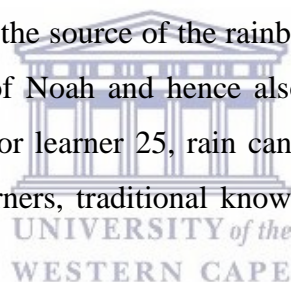 the source of the rainb
of Noah and hence also
or learner 25, rain can
rners, traditional know
UNIVERSITY of the
WESTERN CAPE